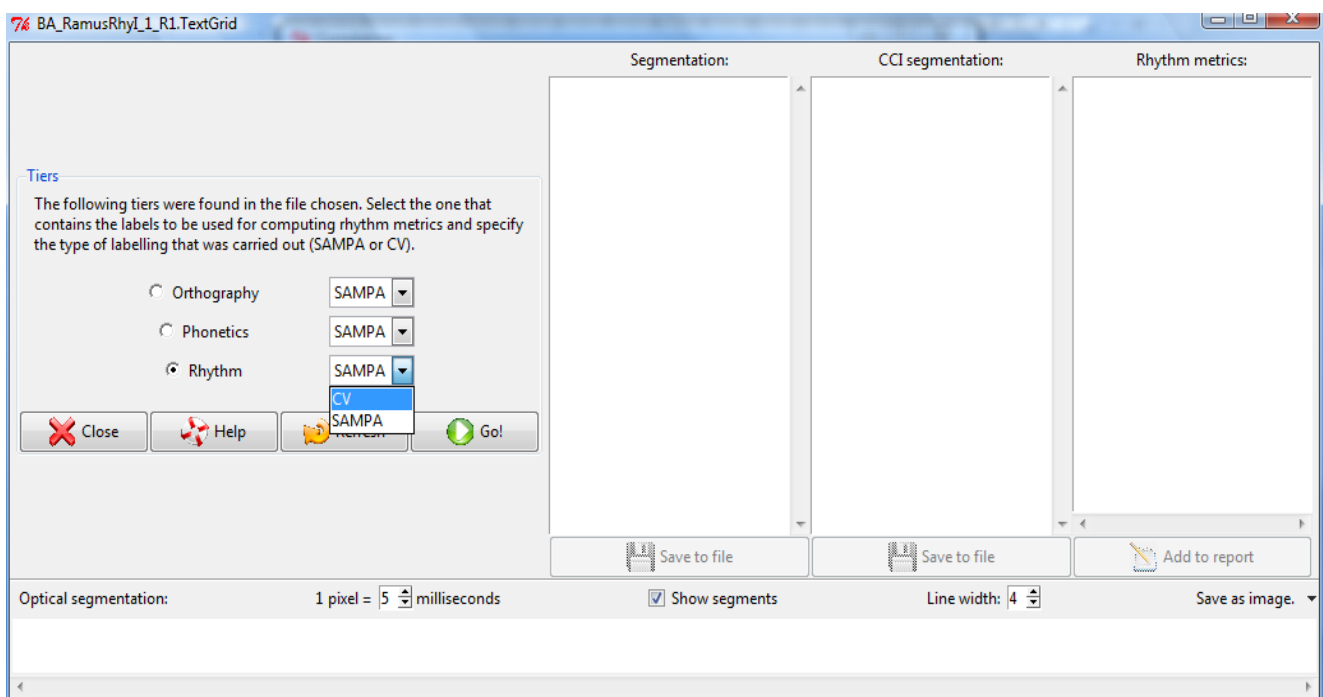 BA_RamusRhyI_1_R1.TextGrid
Segmentation:
CCI segmentation:
Rhythm metrics:
Tiers
The following tiers were found in the file chosen. Select the one that
contains the labels to be used for computing rhythm metrics and specify
the type of labelling that was carried out (SAMPA or CV).
Orthography SAMPA
Phonetics SAMPA
Rhythm SAMPA
CV
SAMPA
Close Help Refresh Go!
Save to file Save to file Add to report
Optical segmentation: 1 pixel = 5 milliseconds Show segments Line width: 4 Save as image.